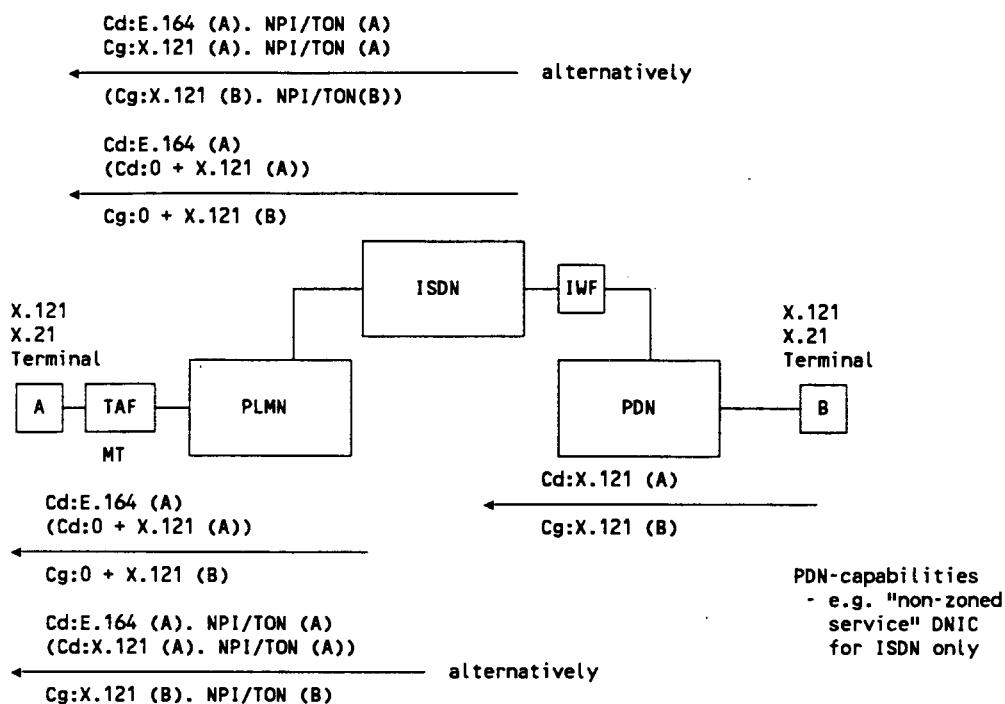 Cd:E.164 (A). NPI/TON (A)
Cg:X.121 (A). NPI/TON (A)
alternatively
(Cg:X.121 (B). NPI/TON(B))
Cd:E.164 (A)
(Cd:0 + X.121 (A))
Cg:0 + X.121 (B)
ISDN
IWF
X.121
X.21
Terminal
X.121
X.21
Terminal
A
TAF
PLMN
PDN
B
MT
Cd:X.121 (A)
Cg:X.121 (B)
Cd:E.164 (A)
(Cd:0 + X.121 (A))
Cg:0 + X.121 (B)
PDN-capabilities
- e.g. "non-zoned
service" DNIC
for ISDN only
Cd:E.164 (A). NPI/TON (A)
(Cd:X.121 (A). NPI/TON (A))
alternatively
Cg:X.121 (B). NPI/TON (B)